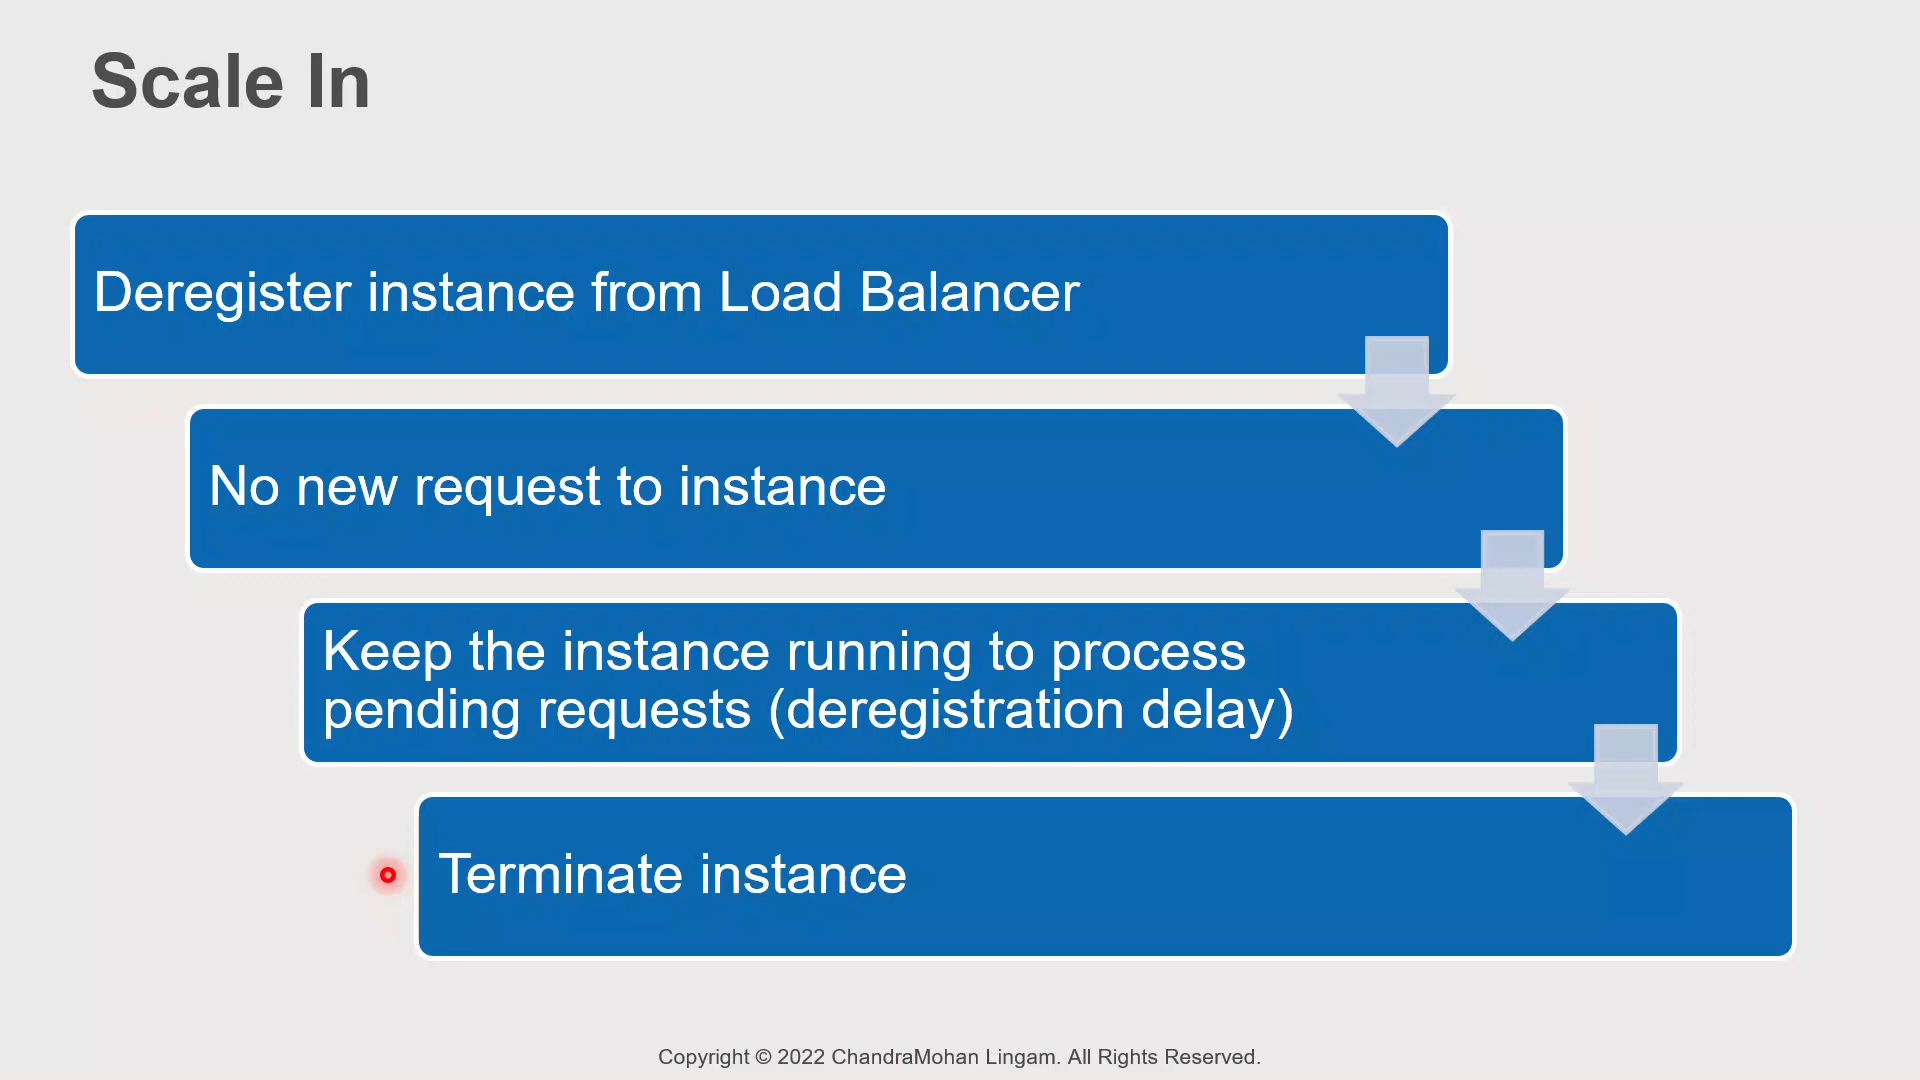 Scale In
Deregister instance from Load Balancer
No new request to instance
Keep the instance running to process
pending requests (deregistration delay)
Terminate instance
Copyright © 2022 ChandraMohan Lingam. All Rights Reserved.